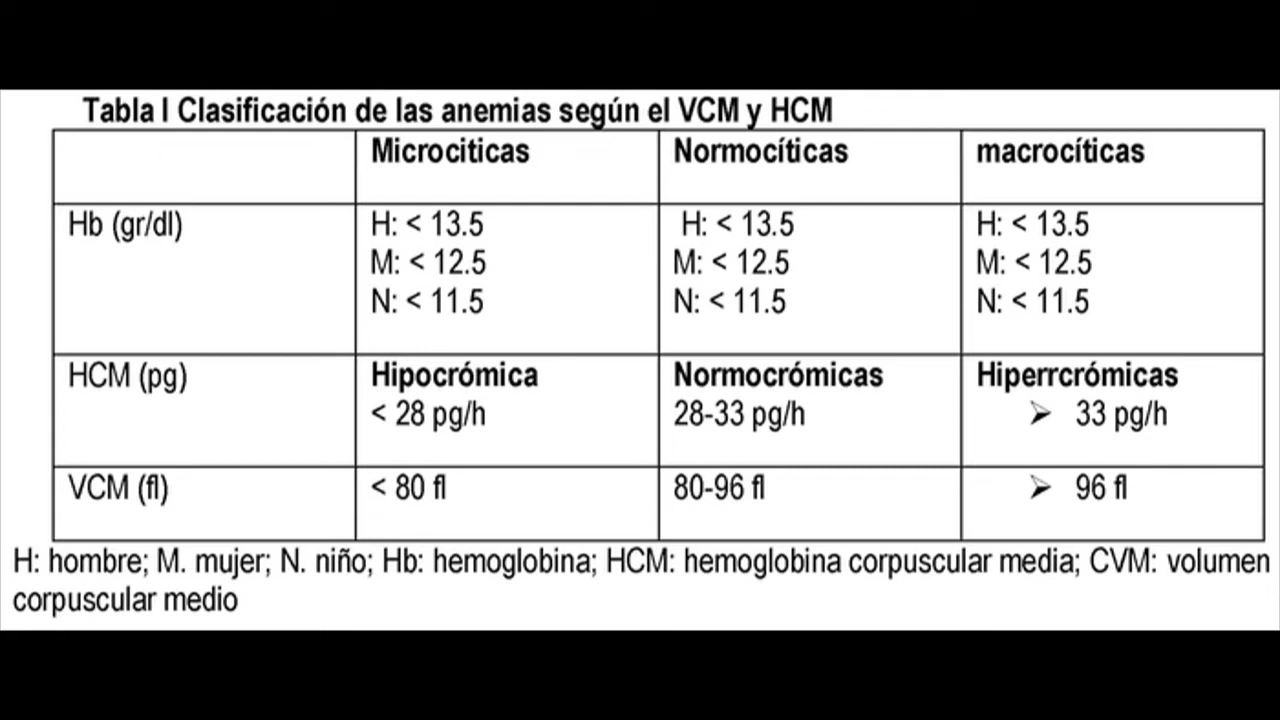 Tabla I Clasificación de las anemias según el VCM y HCM
Microciticas Normocíticas macrocíticas
Hb (gr/dl) H: < 13.5 H: < 13.5 H: < 13.5
M: < 12.5 M: < 12.5 M: < 12.5
N: < 11.5 N: < 11.5 N: < 11.5
HCM (pg) Hipocrómica Normocrómicas Hiperrcrómicas
< 28 pg/h 28-33 pg/h ➢ 33 pg/h
VCM (fl) < 80 fl 80-96 fl ➢ 96 fl
H: hombre; M. mujer; N. niño; Hb: hemoglobina; HCM: hemoglobina corpuscular media; CVM: volumen
corpuscular medio